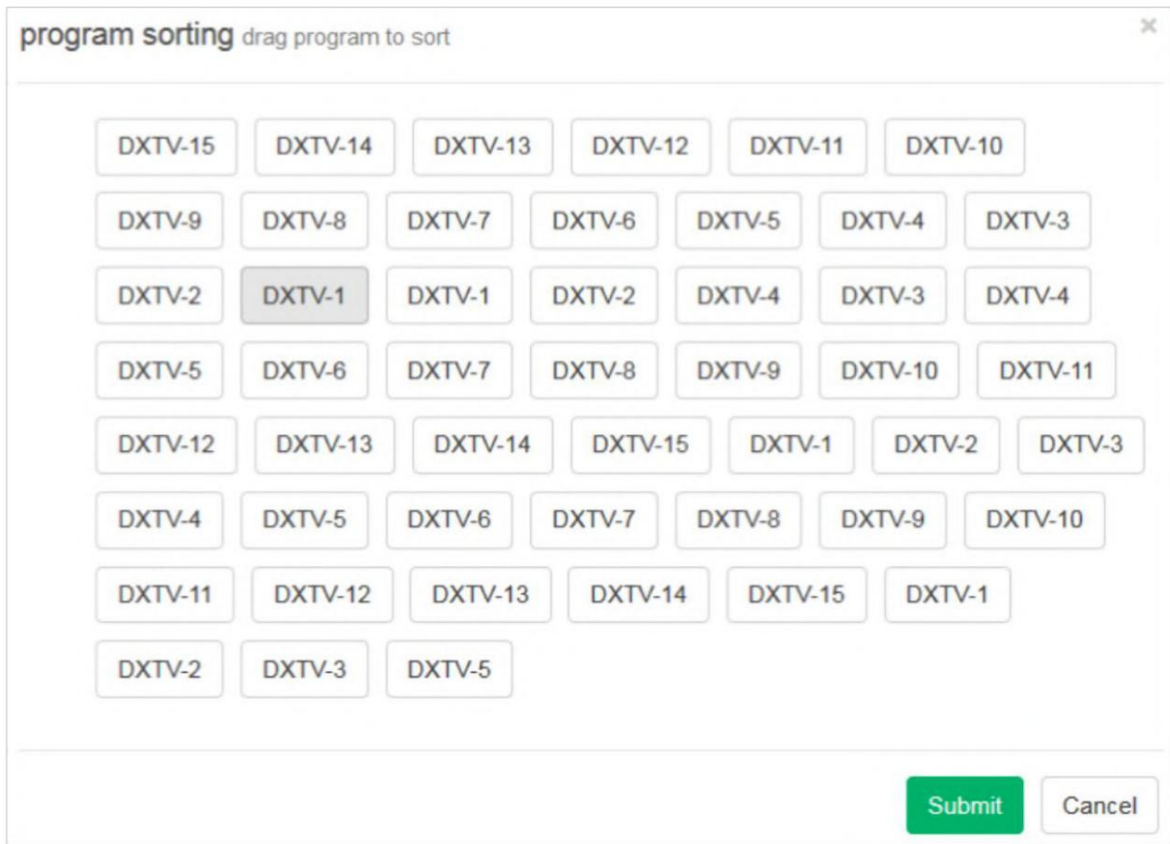 program sorting drag program to sort ×
DXTV-15 DXTV-14 DXTV-13 DXTV-12 DXTV-11 DXTV-10
DXTV-9 DXTV-8 DXTV-7 DXTV-6 DXTV-5 DXTV-4 DXTV-3
DXTV-2 DXTV-1 DXTV-1 DXTV-2 DXTV-4 DXTV-3 DXTV-4
DXTV-5 DXTV-6 DXTV-7 DXTV-8 DXTV-9 DXTV-10 DXTV-11
DXTV-12 DXTV-13 DXTV-14 DXTV-15 DXTV-1 DXTV-2 DXTV-3
DXTV-4 DXTV-5 DXTV-6 DXTV-7 DXTV-8 DXTV-9 DXTV-10
DXTV-11 DXTV-12 DXTV-13 DXTV-14 DXTV-15 DXTV-1
DXTV-2 DXTV-3 DXTV-5
Submit Cancel